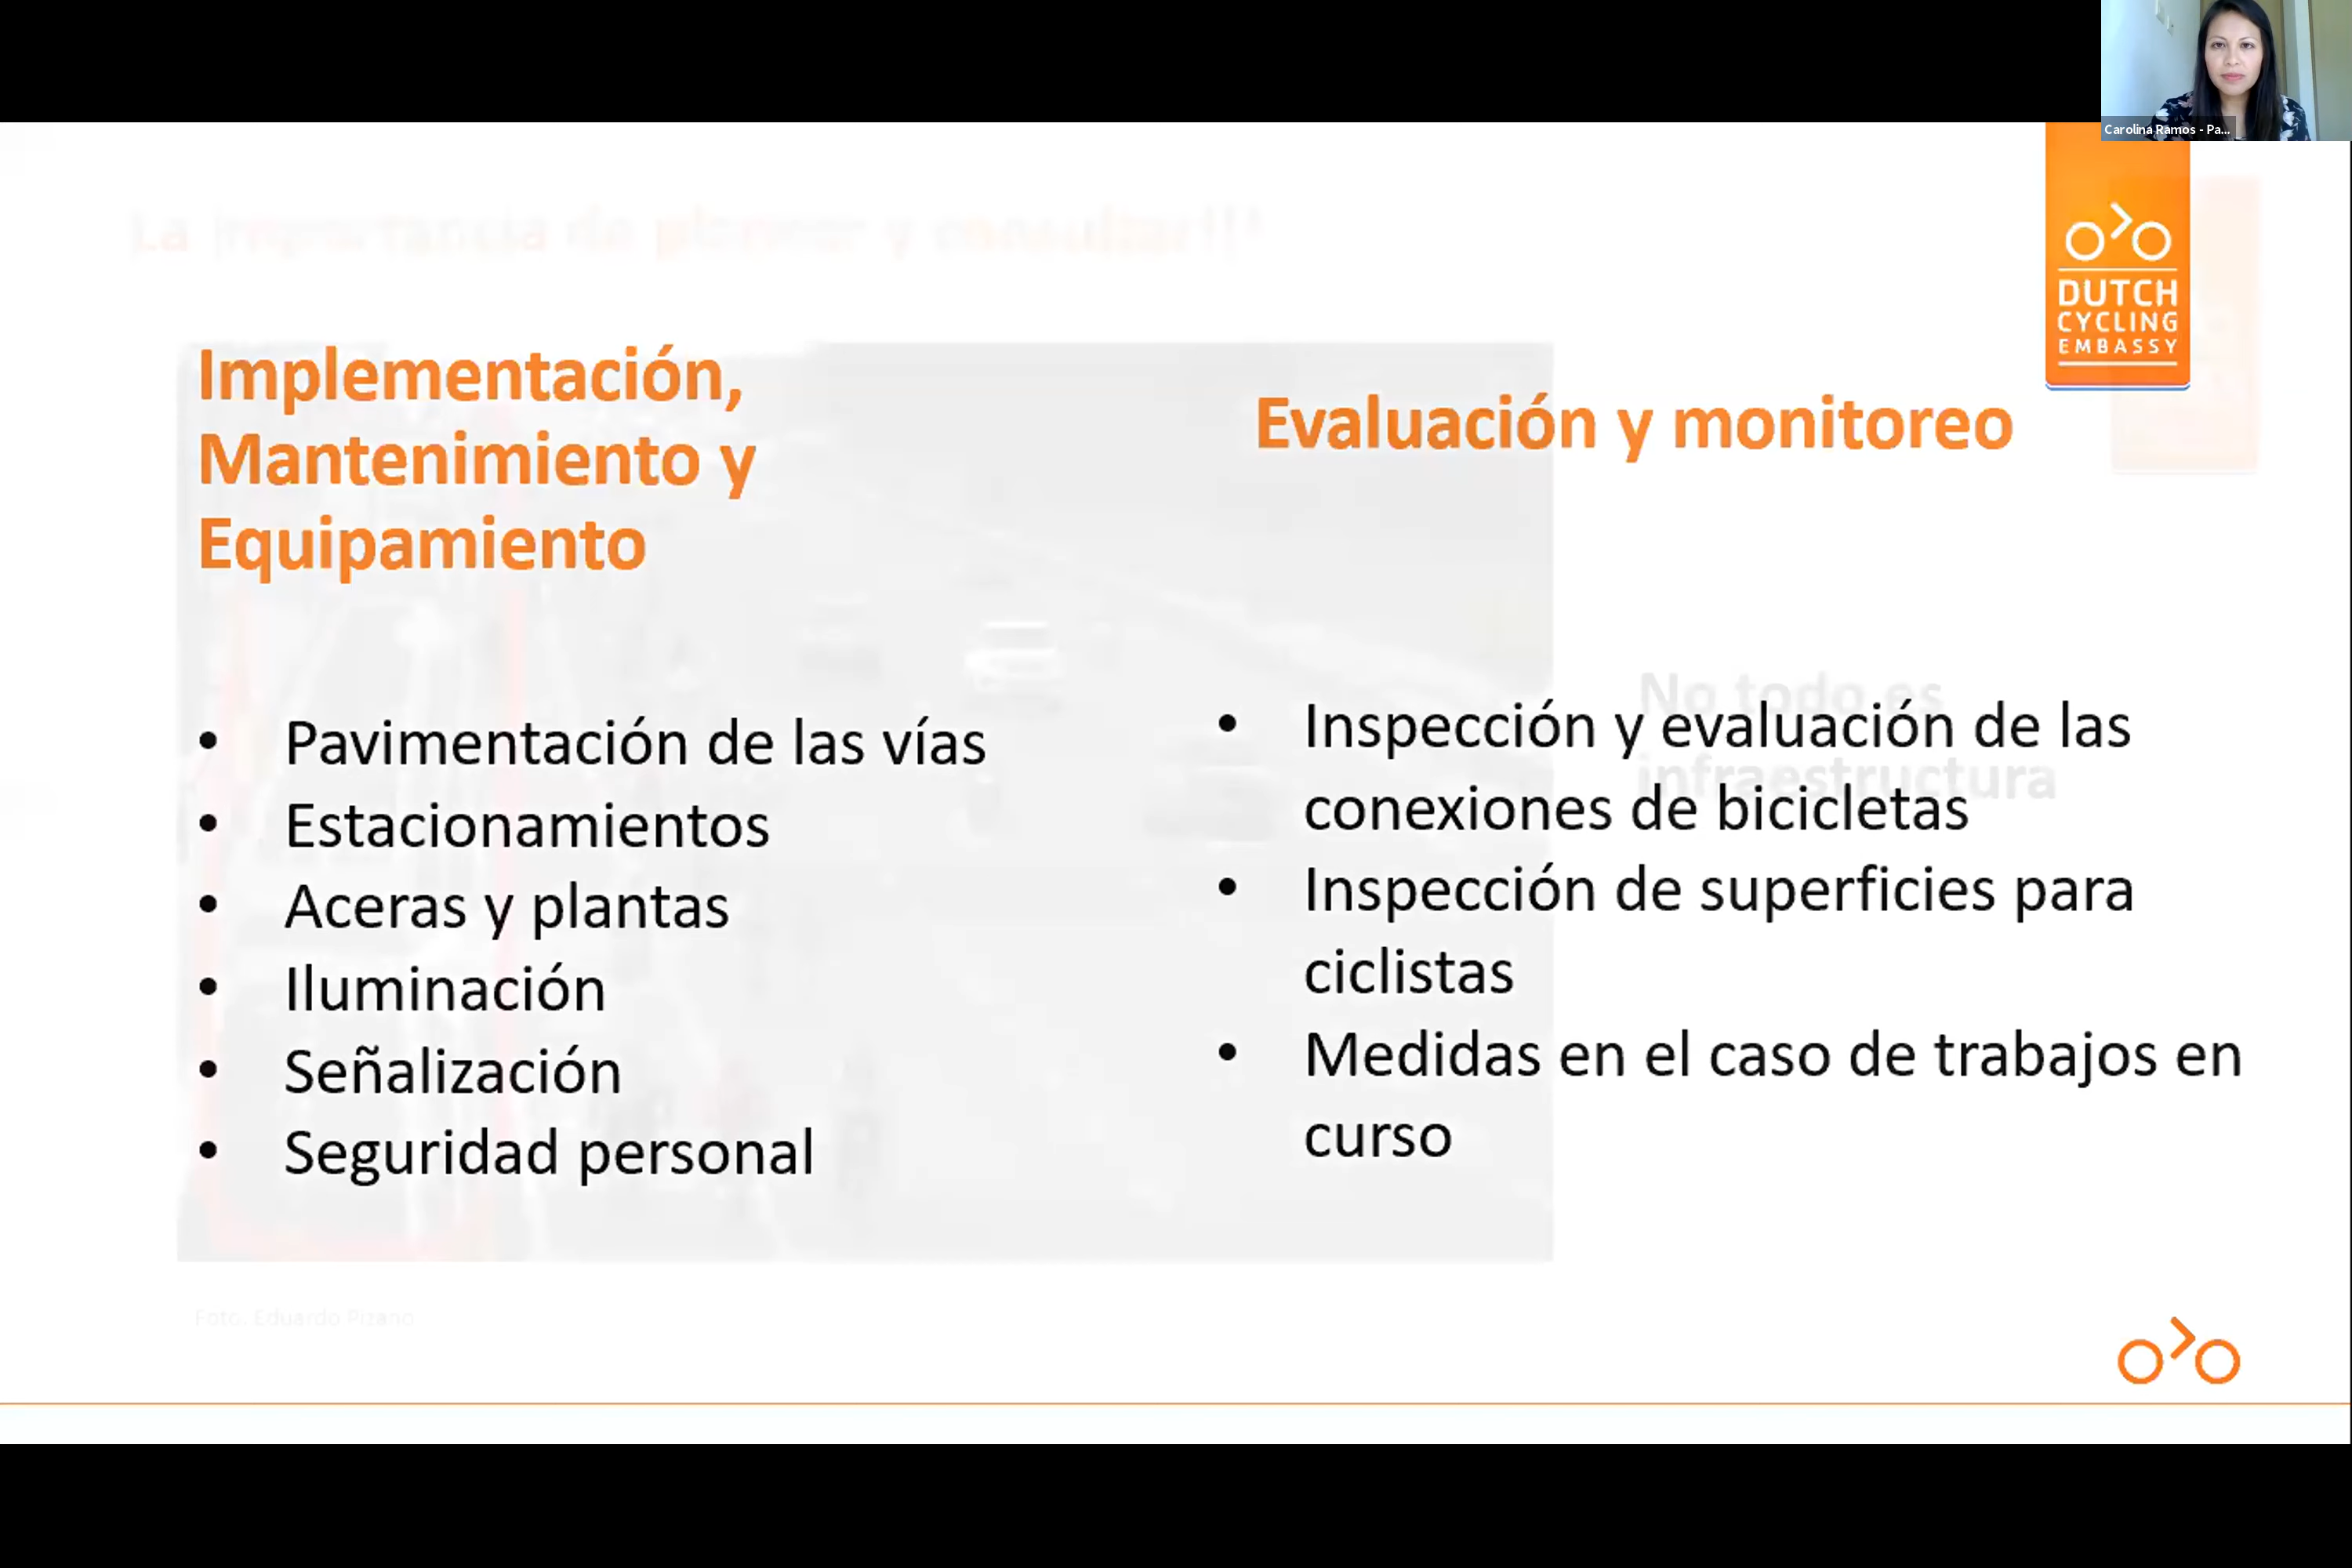 Carolina Ramos - Pa...
La importancia de planear y consultar!!!
DUTCH
CYCLING
EMBASSY
Implementación,
Mantenimiento y
Equipamiento
• Pavimentación de las vías
• Estacionamientos
• Aceras y plantas
• Iluminación
• Señalización
• Seguridad personal
Evaluación y monitoreo
No todo es
infraestructura
• Inspección y evaluación de las
conexiones de bicicletas
• Inspección de superficies para
ciclistas
• Medidas en el caso de trabajos en
curso
Foto. Eduardo Rizano